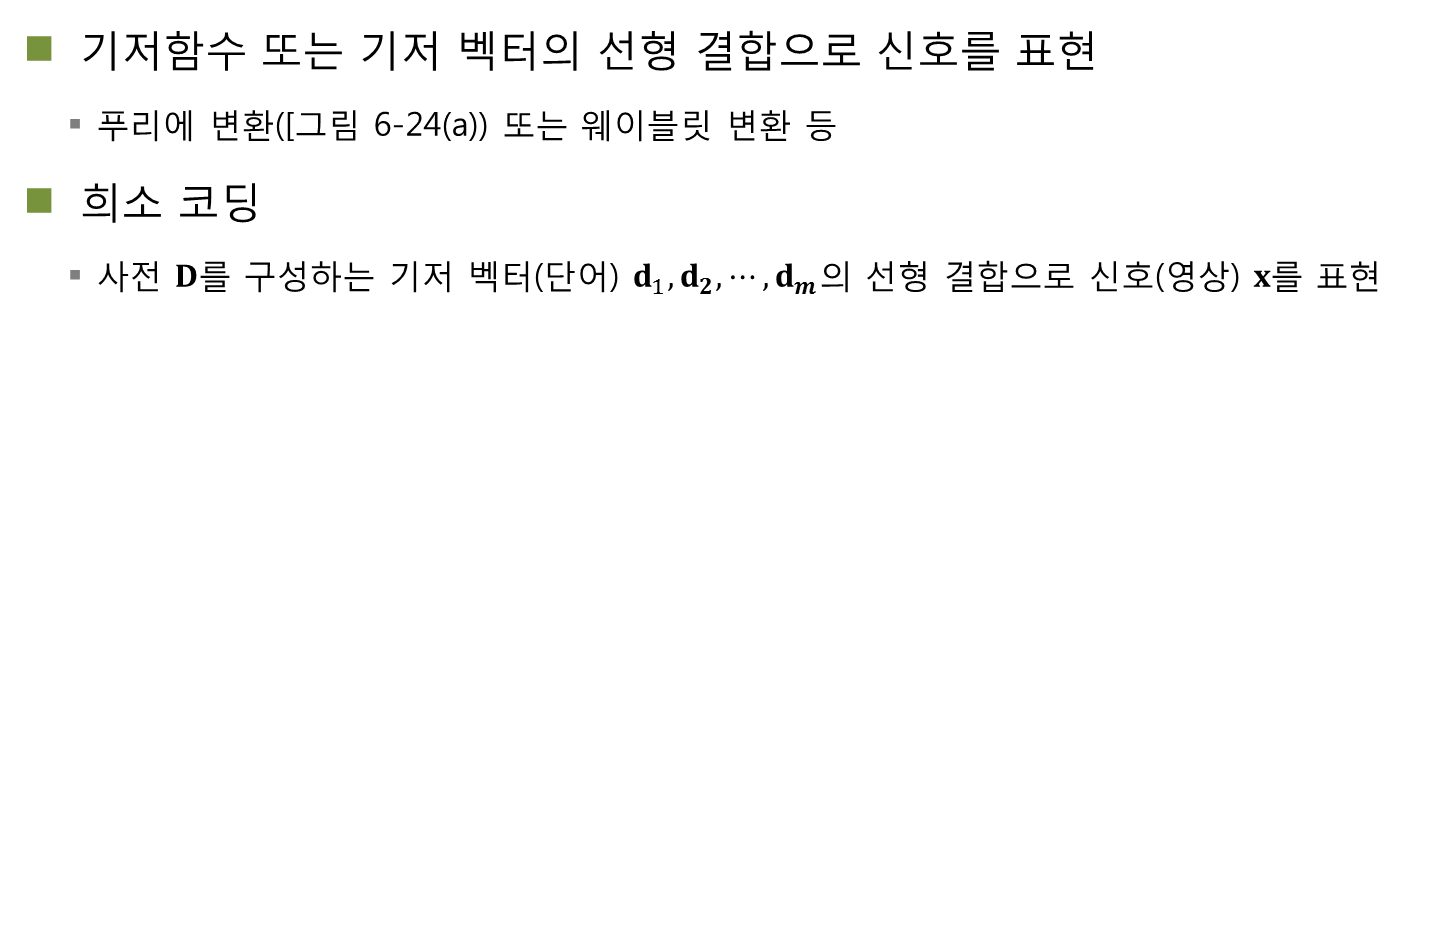 ■ 기저함수 또는 기저 벡터의 선형 결합으로 신호를 표현
▪ 푸리에 변환([그림 6-24(a)) 또는 웨이블릿 변환 등
■ 희소 코딩
▪ 사전 D를 구성하는 기저 벡터(단어) d₁, d₂, ⋯, dₘ의 선형 결합으로 신호(영상) x를 표현